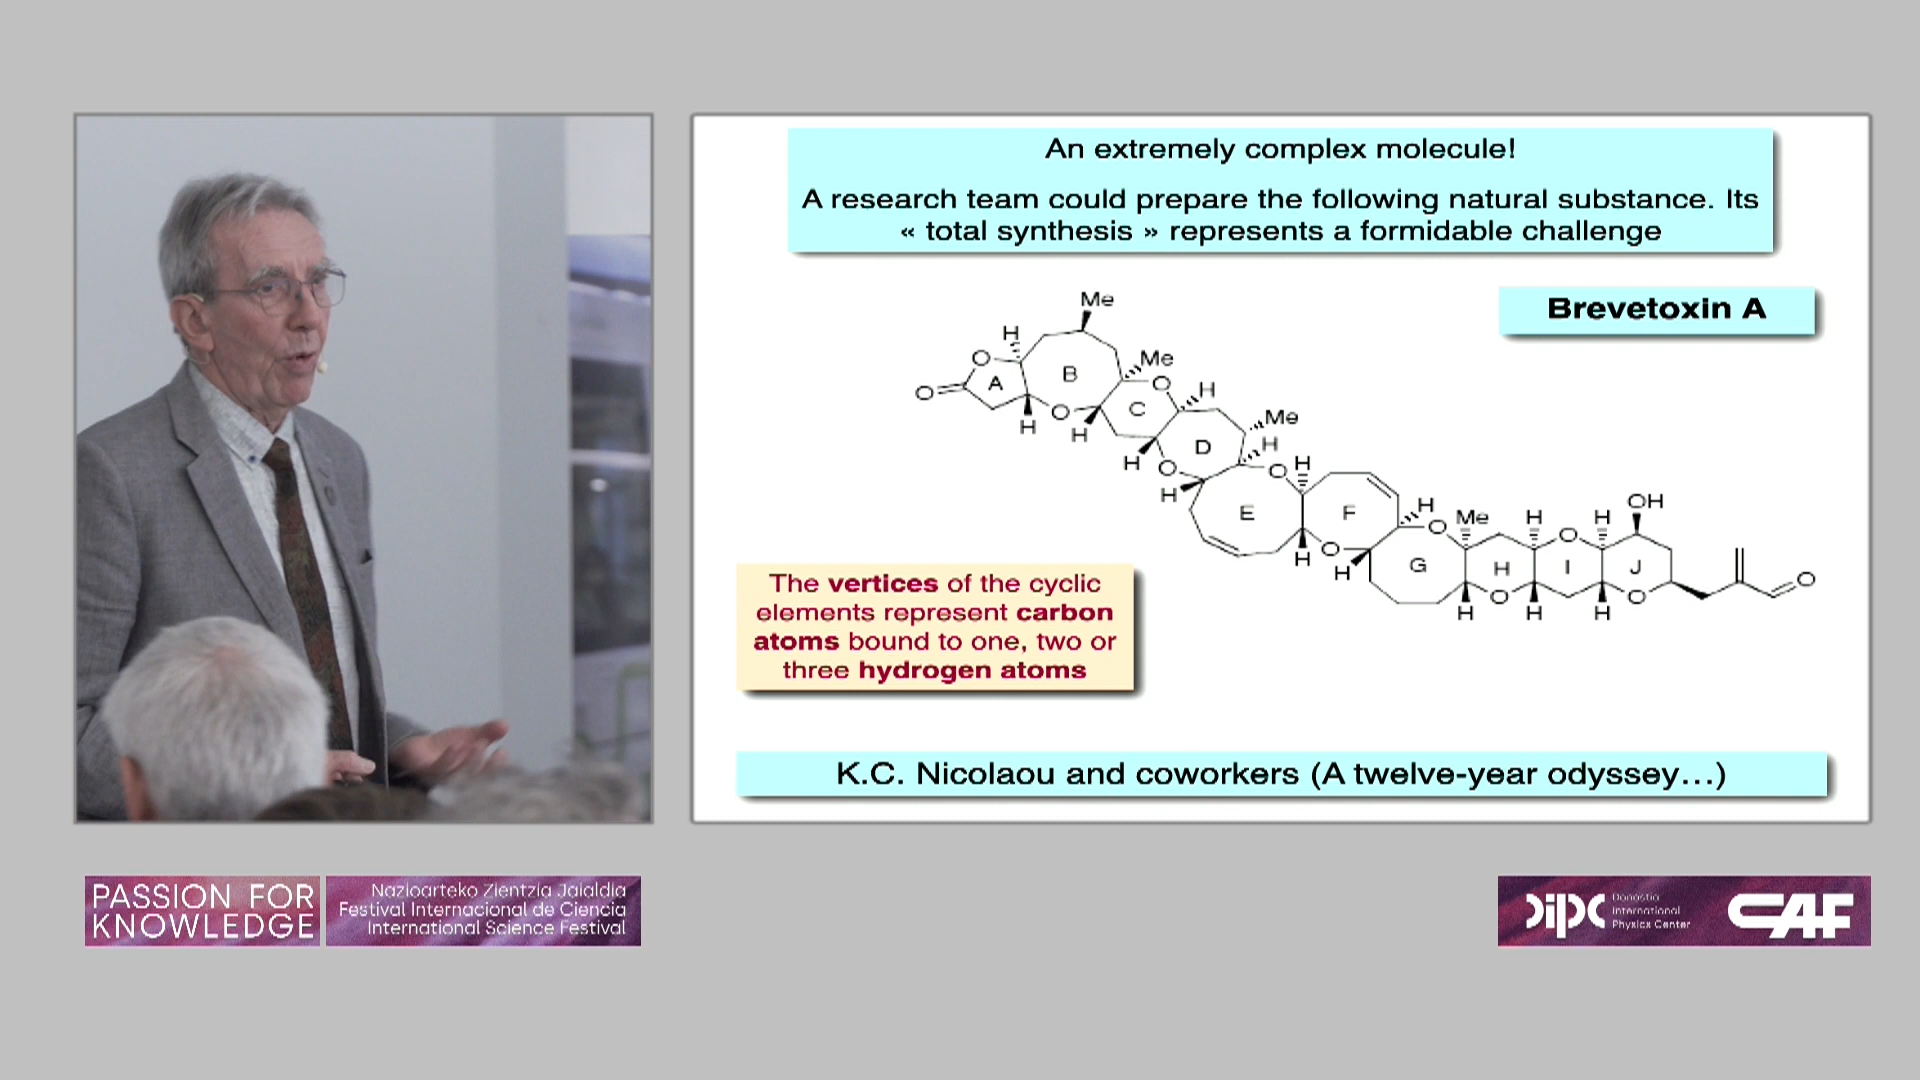 An extremely complex molecule!
A research team could prepare the following natural substance. Its
« total synthesis » represents a formidable challenge
Brevetoxin A
Me
H
O
Me
A
B
O
H
O
C
O
Me
H
H
D
H
H
O
O
H
H
OH
H
E
F
H
O
Me
H
H
O
H
O
H
G
H
I
J
O
O
O
H
H
H
The vertices of the cyclic
elements represent carbon
atoms bound to one, two or
three hydrogen atoms
K.C. Nicolaou and coworkers (A twelve-year odyssey...)
PASSION FOR
KNOWLEDGE
Nazioarteko Zientzia Jaialdia
Festival Internacional de Ciencia
International Science Festival
dipc
Donostia
International
Physics Center
CAF